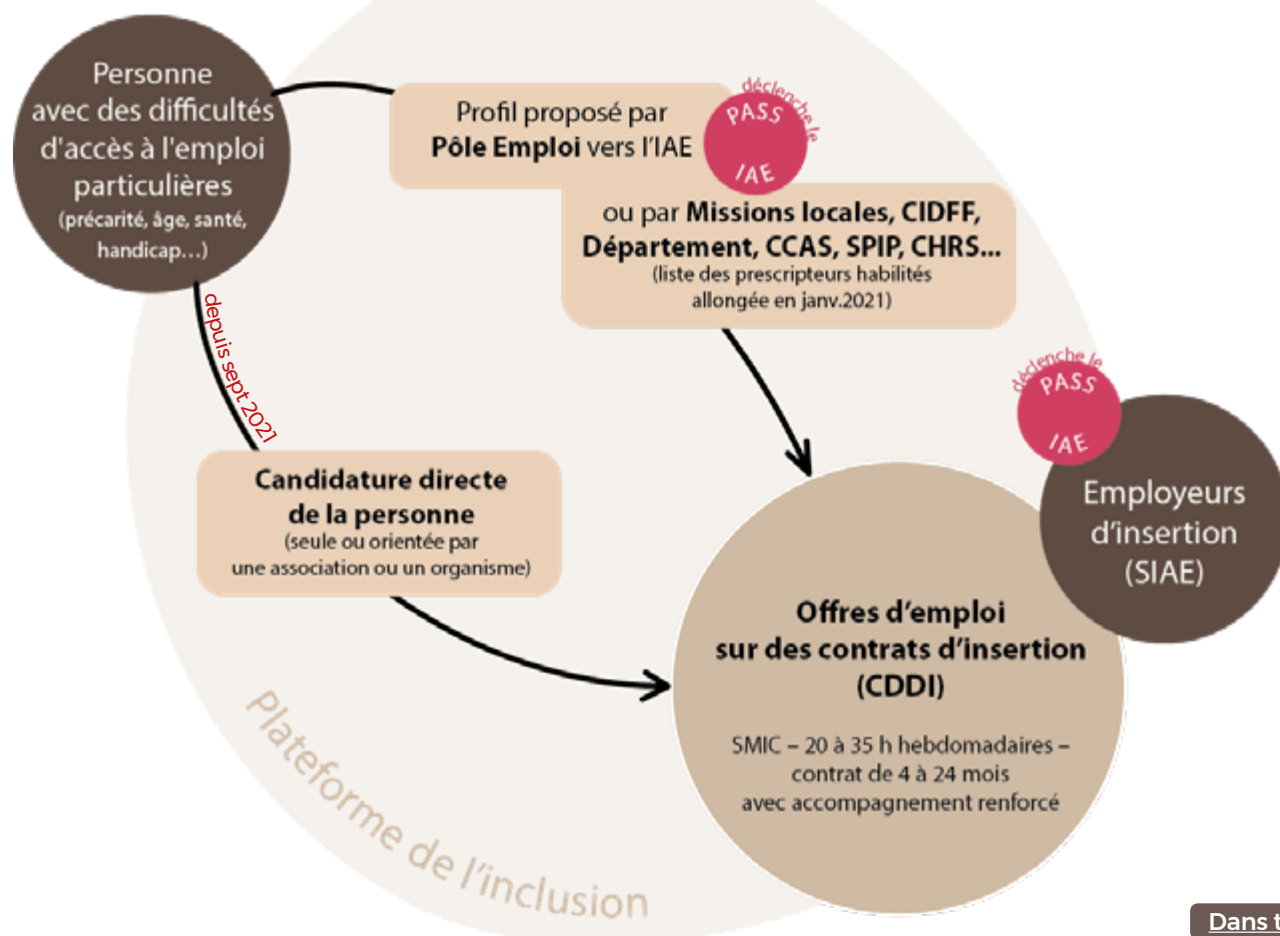 Personne
avec des difficultés
d'accès à l'emploi
particulières
(précarité, âge, santé,
handicap...)
Profil proposé par
Pôle Emploi vers l'IAE
déclenche le
PASS
IAE
ou par Missions locales, CIDFF,
Département, CCAS, SPIP, CHRS...
(liste des prescripteurs habilités
allongée en janv.2021)
depuis sept 2021
Candidature directe
de la personne
(seule ou orientée par
une association ou un organisme)
déclenche le
PASS
IAE
Employeurs
d'insertion
(SIAE)
Offres d'emploi
sur des contrats d'insertion
(CDDI)
SMIC – 20 à 35 h hebdomadaires –
contrat de 4 à 24 mois
avec accompagnement renforcé
Plateforme de l'inclusion
Dans t